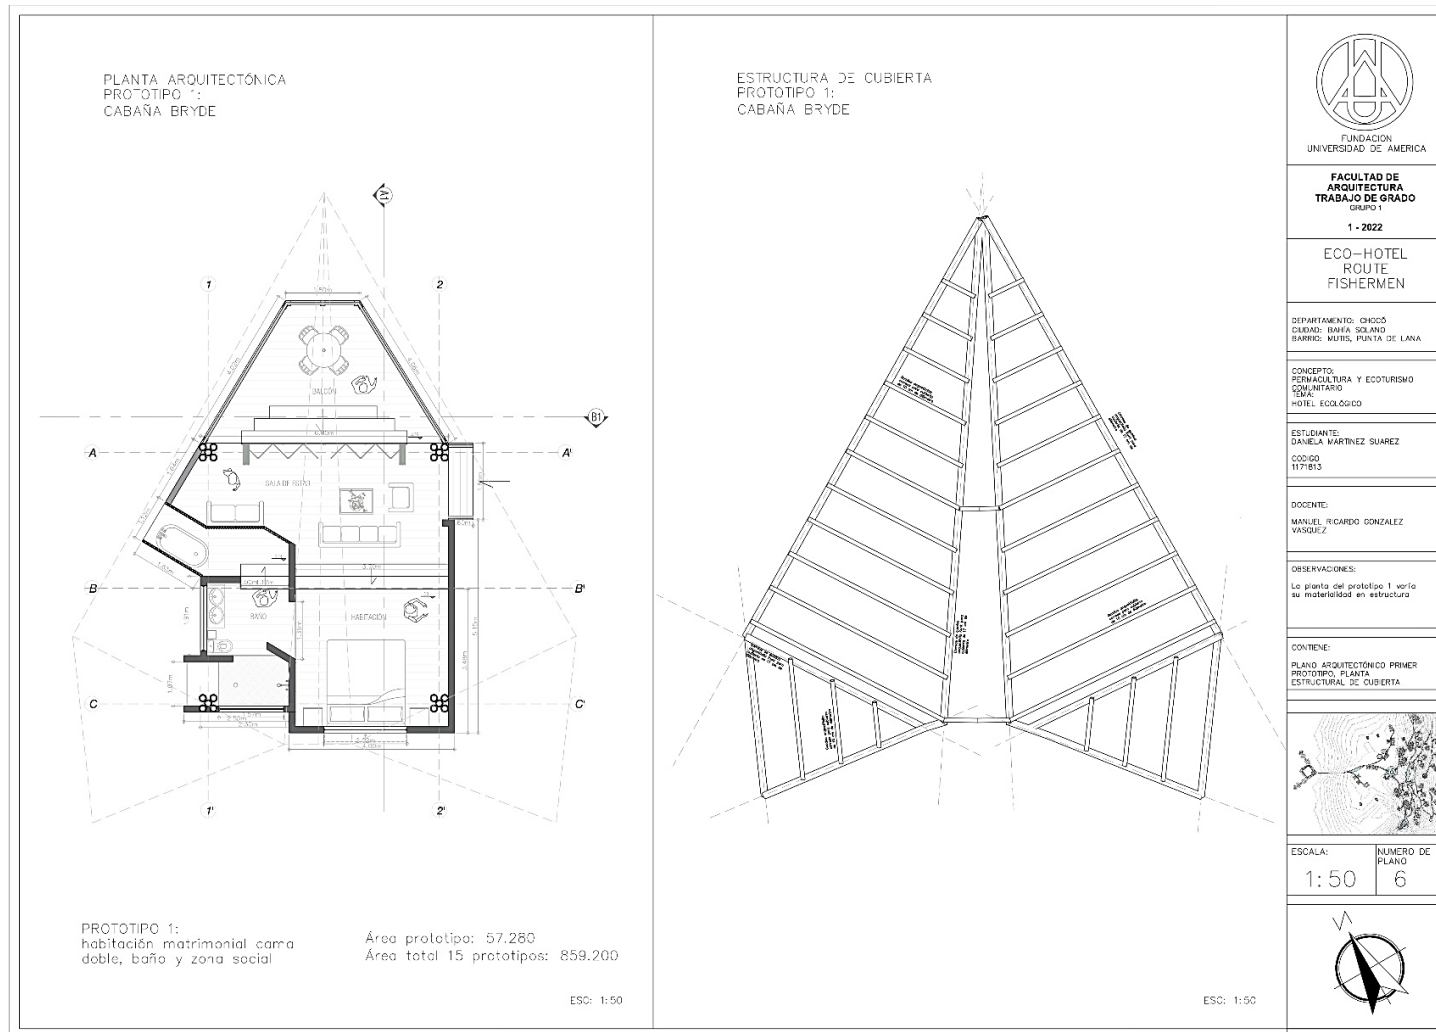 PLANTA ARQUITECTÓNICA
PROTOTIPO 1:
CABAÑA BRYDE
A1
1
2
BALCÓN
B1
A
A'
SALA DE ESTAR
B
B'
BAÑO
HABITACIÓN
C
C'
1'
2'
PROTOTIPO 1:
habitación matrimonial cama
doble, baño y zona social
Área prototipo: 57.280
Área total 15 prototipos: 859.200
ESC: 1:50
ESTRUCTURA DE CUBIERTA
PROTOTIPO 1:
CABAÑA BRYDE
ESC: 1:50
FUNDACION
UNIVERSIDAD DE AMERICA
FACULTAD DE
ARQUITECTURA
TRABAJO DE GRADO
GRUPO 1
1 - 2022
ECO-HOTEL
ROUTE
FISHERMEN
DEPARTAMENTO: CHOCÓ
CIUDAD: BAHÍA SOLANO
BARRIO: MUTIS, PUNTA DE LANA
CONCEPTO:
PERMACULTURA Y ECOTURISMO
COMUNITARIO
TEMA:
HOTEL ECOLÓGICO
ESTUDIANTE:
DANIELA MARTINEZ SUAREZ
CODIGO
1171813
DOCENTE:
MANUEL RICARDO GONZALEZ
VASQUEZ
OBSERVACIONES:
La planta del prototipo 1 varía
su materialidad en estructura
CONTIENE:
PLANO ARQUITECTÓNICO PRIMER
PROTOTIPO, PLANTA
ESTRUCTURAL DE CUBIERTA
ESCALA:
1:50
NUMERO DE
PLANO
6
N